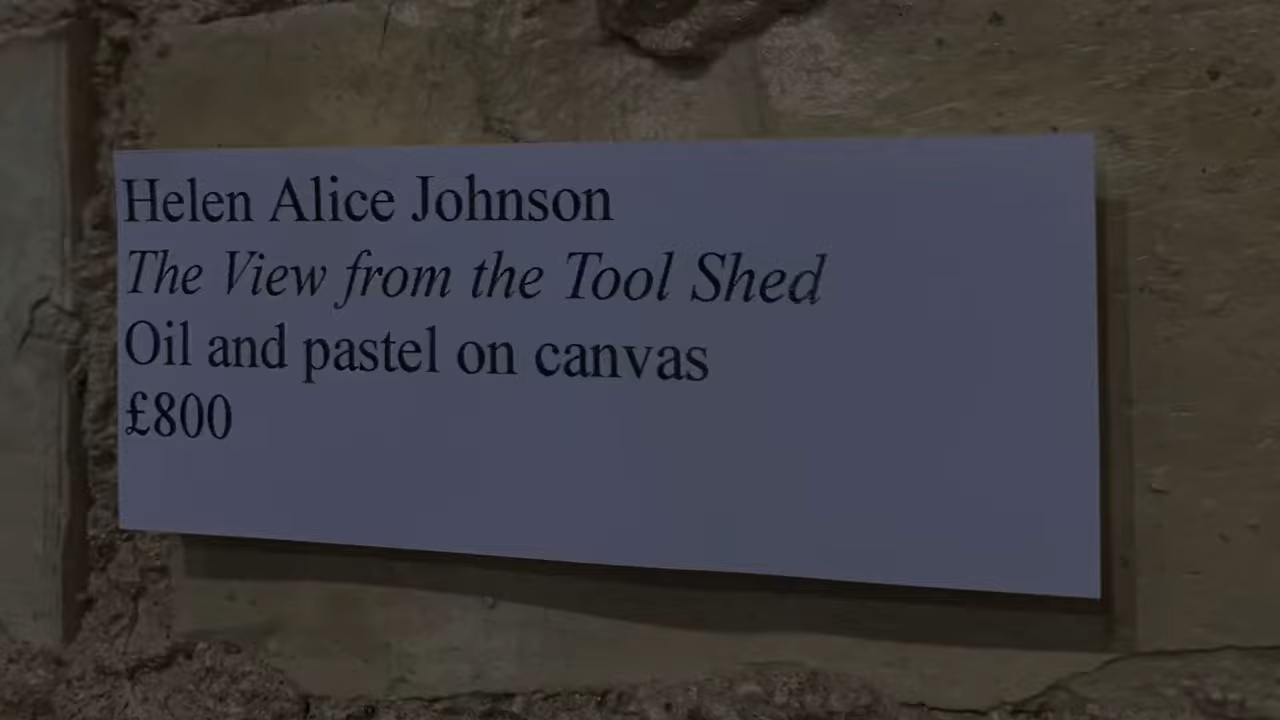 Helen Alice Johnson
The View from the Tool Shed
Oil and pastel on canvas
£800